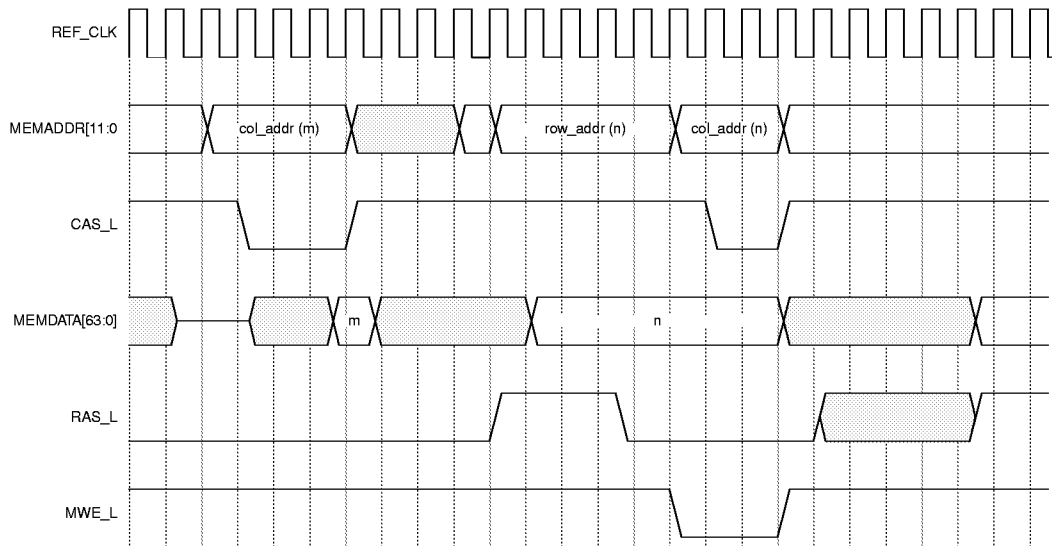 REF_CLK
MEMADDR[11:0
col_addr (m)
row_addr (n)
col_addr (n)
CAS_L
MEMDATA[63:0]
m
n
RAS_L
MWE_L